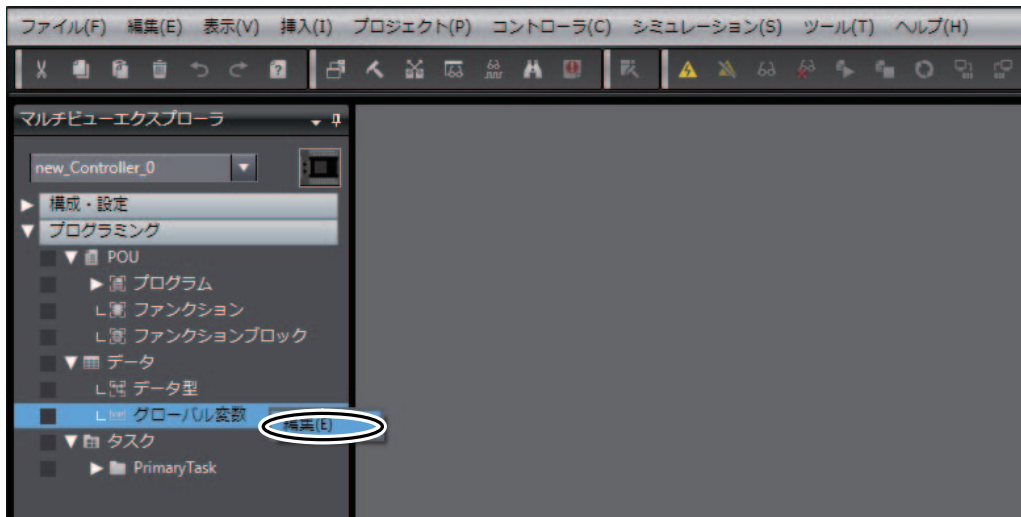 ファイル(F) 編集(E) 表示(V) 挿入(I) プロジェクト(P) コントローラ(C) シミュレーション(S) ツール(T) ヘルプ(H)
マルチビューエクスプローラ
new_Controller_0
構成・設定
プログラミング
POU
プログラム
ファンクション
ファンクションブロック
データ
データ型
グローバル変数
編集(E)
タスク
PrimaryTask